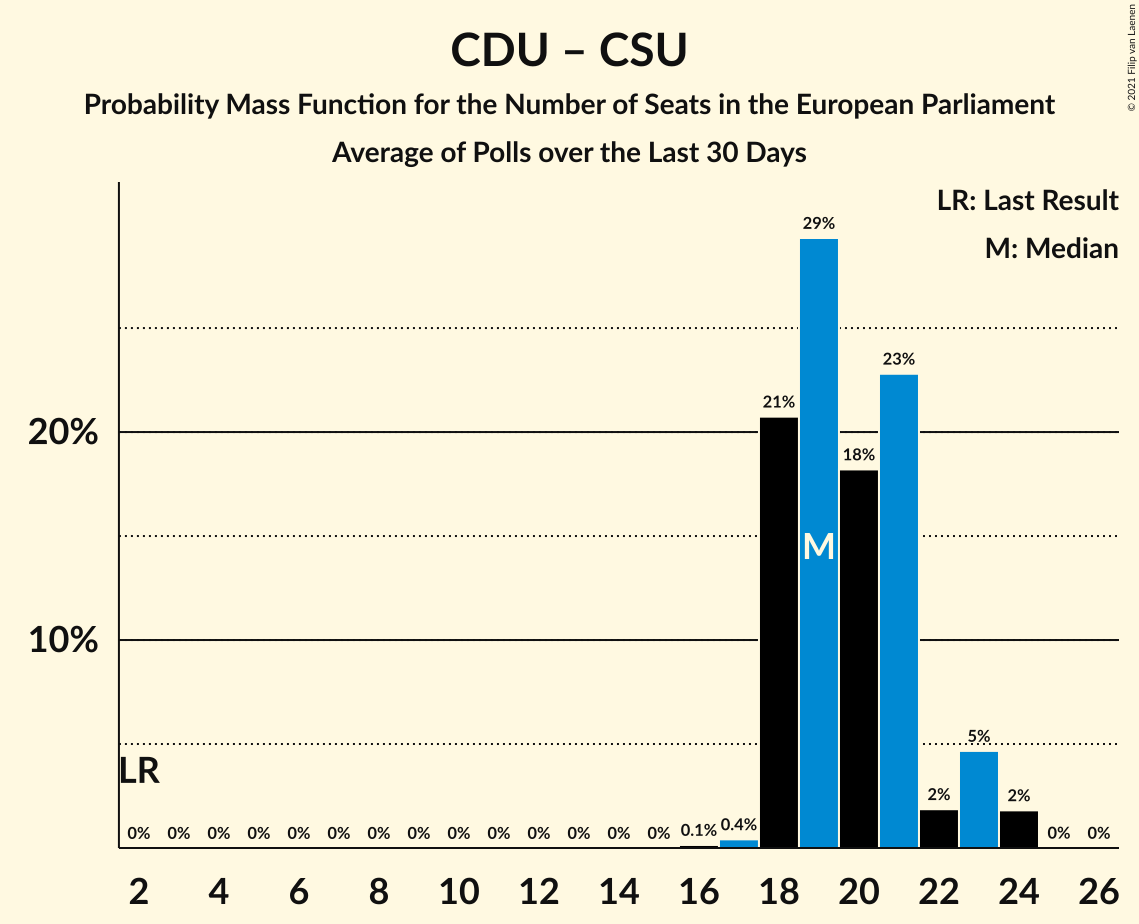 © 2021 Filip van Laenen
CDU – CSU
Probability Mass Function for the Number of Seats in the European Parliament
Average of Polls over the Last 30 Days
LR: Last Result
M: Median
29%
23%
21%
20%
18%
M
10%
5%
LR
2%
2%
0% 0% 0% 0% 0% 0% 0% 0% 0% 0% 0% 0% 0% 0% 0.1% 0.4% 0% 0%
2 4 6 8 10 12 14 16 18 20 22 24 26